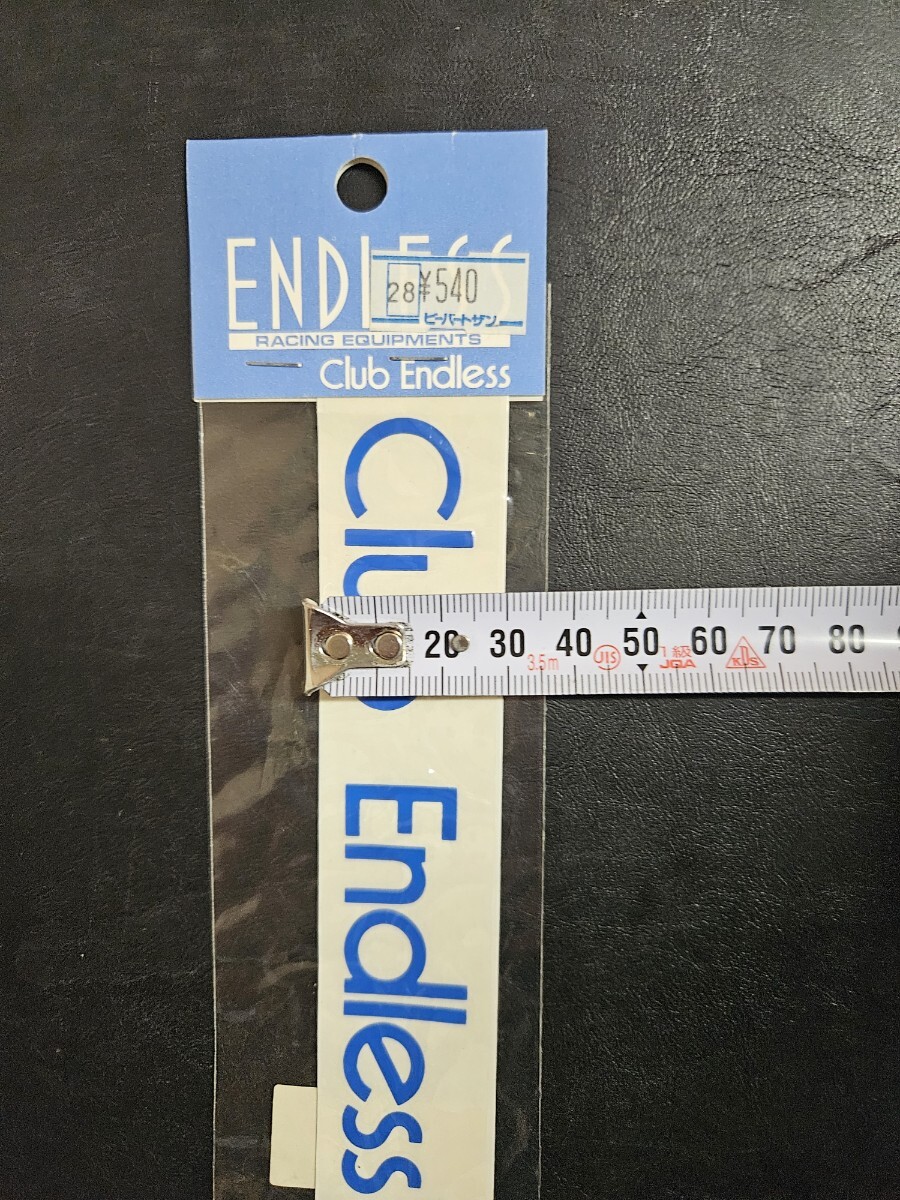 ENDLESS
28 ¥540
ビーバートザン
RACING EQUIPMENTS
Club Endless
Club Endless
20 30 40 50 60 70 80
3.5m JIS 1級 JQA KDS